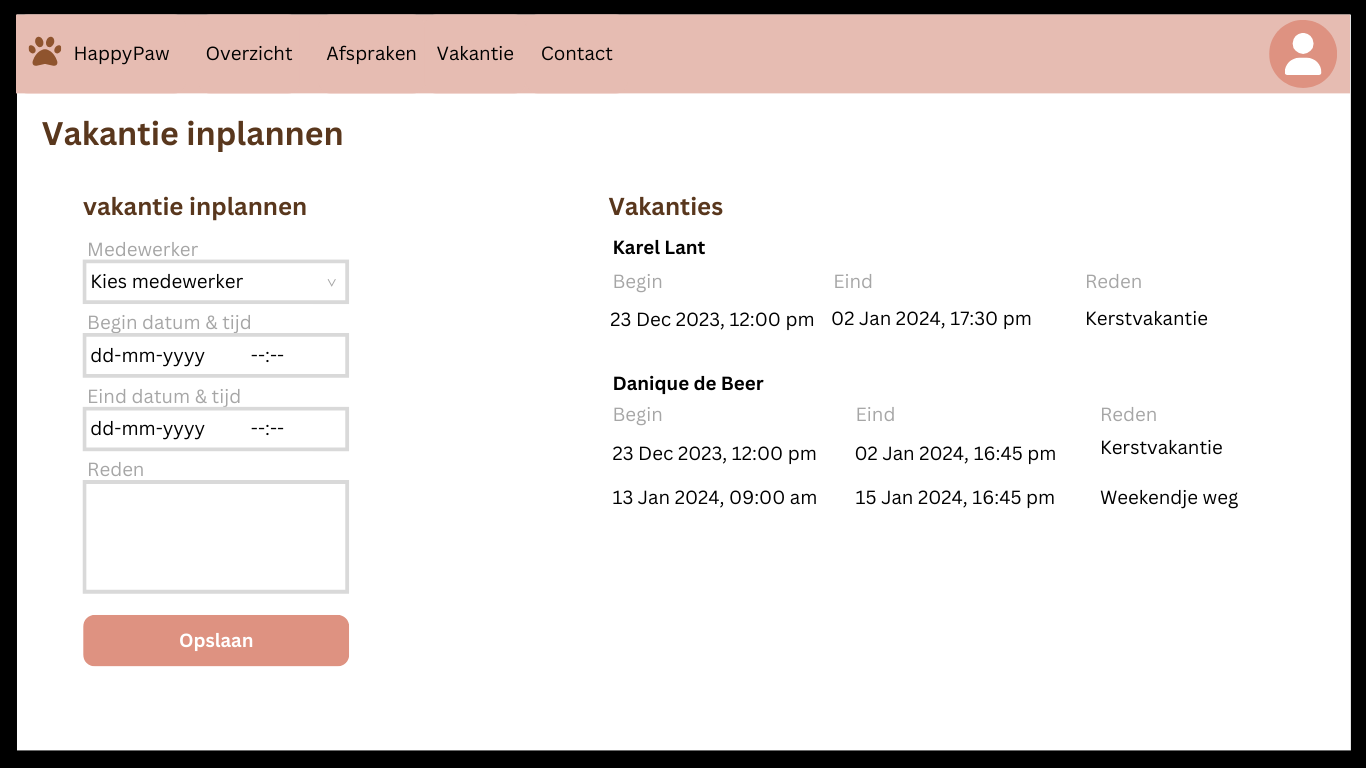 HappyPaw Overzicht Afspraken Vakantie Contact
Vakantie inplannen
vakantie inplannen
Medewerker
Kies medewerker v
Begin datum & tijd
dd-mm-yyyy --:--
Eind datum & tijd
dd-mm-yyyy --:--
Reden
Opslaan
Vakanties
Karel Lant
Begin Eind Reden
23 Dec 2023, 12:00 pm 02 Jan 2024, 17:30 pm Kerstvakantie
Danique de Beer
Begin Eind Reden
23 Dec 2023, 12:00 pm 02 Jan 2024, 16:45 pm Kerstvakantie
13 Jan 2024, 09:00 am 15 Jan 2024, 16:45 pm Weekendje weg